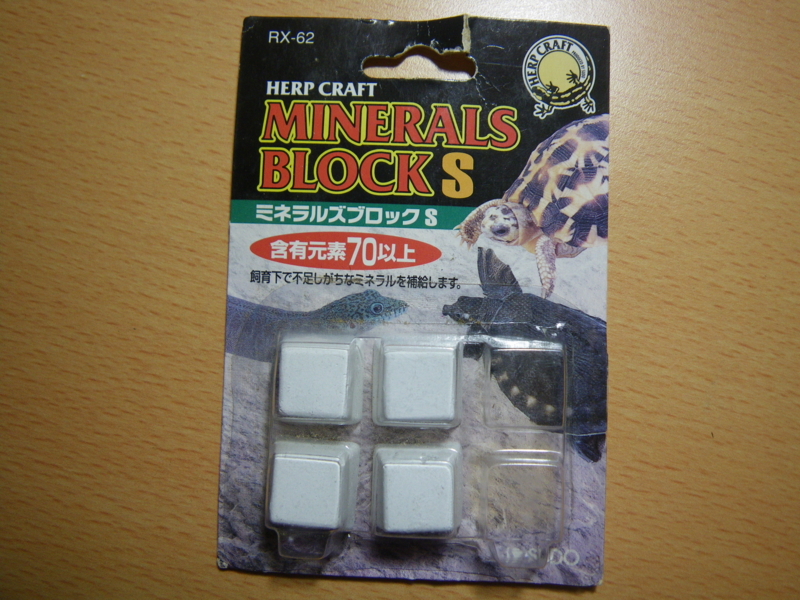 RX-62
HERP CRAFT
HERP CRAFT
MINERALS
BLOCK S
ミネラルズブロック S
含有元素70以上
飼育下で不足しがちなミネラルを補給します。
SUDO